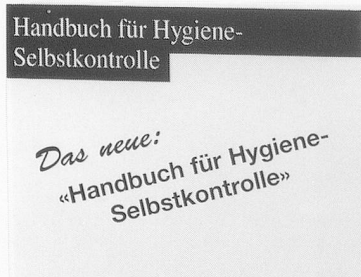 Handbuch für Hygiene-
Selbstkontrolle
Das neue:
«Handbuch für Hygiene-
Selbstkontrolle»